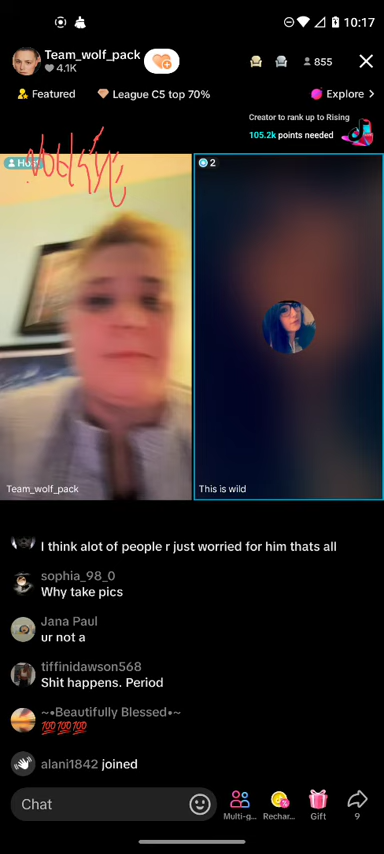 10:17
Team_wolf_pack
4.1K
855
Featured
League C5 top 70%
Explore >
Creator to rank up to Rising
105.2k points needed
2
Team_wolf_pack
This is wild
I think alot of people r just worried for him thats all
sophia_98_0
Why take pics
Jana Paul
ur not a
tiffinidawson568
Shit happens. Period
~•Beautifully Blessed•~
💯💯💯
alani1842 joined
Chat
Multi-g... Rechar... Gift 9